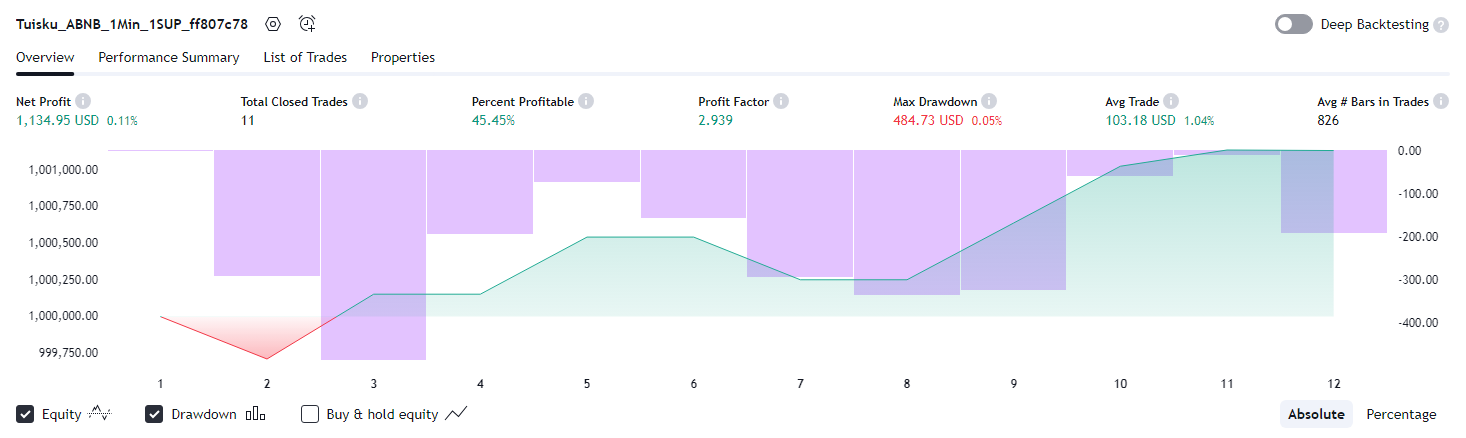 Tuisku_ABNB_1Min_1SUP_ff807c78
Deep Backtesting ?
Overview Performance Summary List of Trades Properties
Net Profit i Total Closed Trades i Percent Profitable i Profit Factor i Max Drawdown i Avg Trade i Avg # Bars in Trades i
1,134.95 USD 0.11% 11 45.45% 2.939 484.73 USD 0.05% 103.18 USD 1.04% 826
0.00
1,001,000.00
-100.00
1,000,750.00
1,000,500.00 -200.00
1,000,250.00 -300.00
1,000,000.00 -400.00
999,750.00
1 2 3 4 5 6 7 8 9 10 11 12
Equity Drawdown Buy & hold equity Absolute Percentage